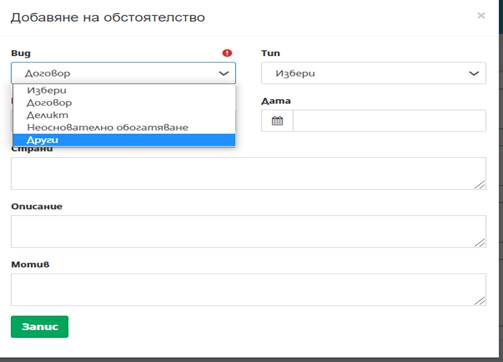 Добавяне на обстоятелство ×
Вид Тип
Договор Избери
Избери
Договор Дата
Деликт
Неоснователно обогатяване
Други
Страни
Описание
Мотив
Запис